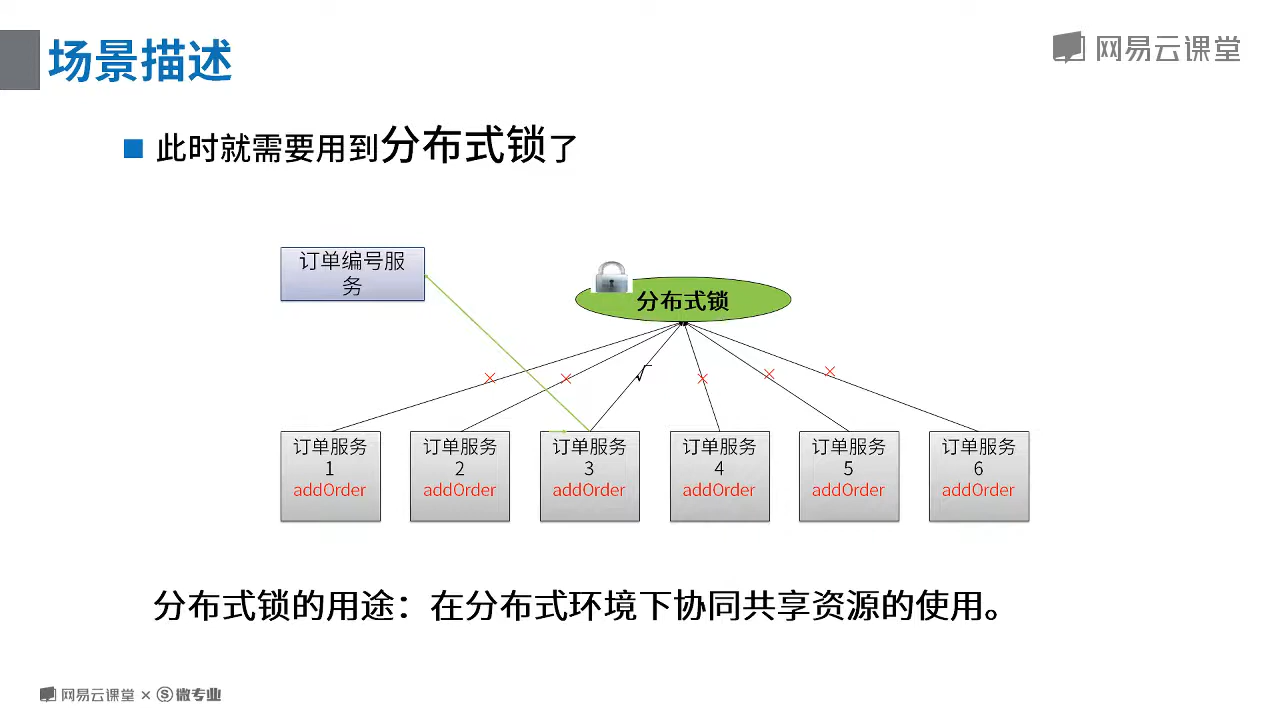 场景描述
网易云课堂
此时就需要用到分布式锁了
订单编号服
务
分布式锁
订单服务
1
addOrder
订单服务
2
addOrder
订单服务
3
addOrder
订单服务
4
addOrder
订单服务
5
addOrder
订单服务
6
addOrder
分布式锁的用途：在分布式环境下协同共享资源的使用。
网易云课堂 × Ⓢ微专业